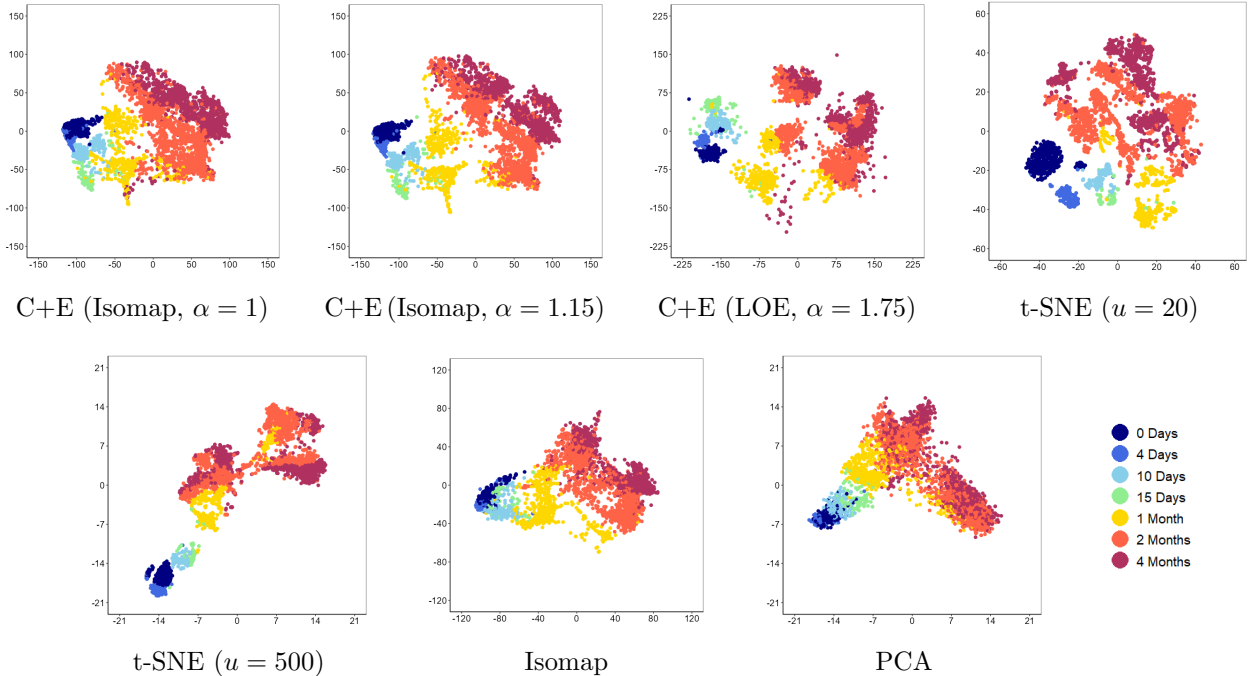 150
100
50
0
-50
-100
-150
-150 -100 -50 0 50 100 150
C+E (Isomap, α = 1)
150
100
50
0
-50
-100
-150
-150 -100 -50 0 50 100 150
C+E (Isomap, α = 1.15)
225
150
75
0
-75
-150
-225
-225 -150 -75 0 75 150 225
C+E (LOE, α = 1.75)
60
40
20
0
-20
-40
-60
-60 -40 -20 0 20 40 60
t-SNE (u = 20)
21
14
7
0
-7
-14
-21
-21 -14 -7 0 7 14 21
t-SNE (u = 500)
120
80
40
0
-40
-80
-120
-120 -80 -40 0 40 80 120
Isomap
21
14
7
0
-7
-14
-21
-21 -14 -7 0 7 14 21
PCA
0 Days
4 Days
10 Days
15 Days
1 Month
2 Months
4 Months